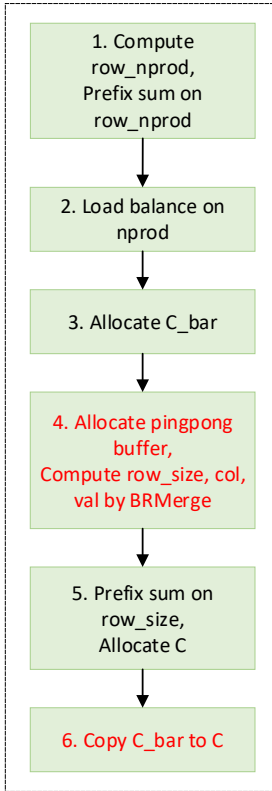 1. Compute
row_nprod,
Prefix sum on
row_nprod
2. Load balance on
nprod
3. Allocate C_bar
4. Allocate pingpong
buffer,
Compute row_size, col,
val by BRMerge
5. Prefix sum on
row_size,
Allocate C
6. Copy C_bar to C